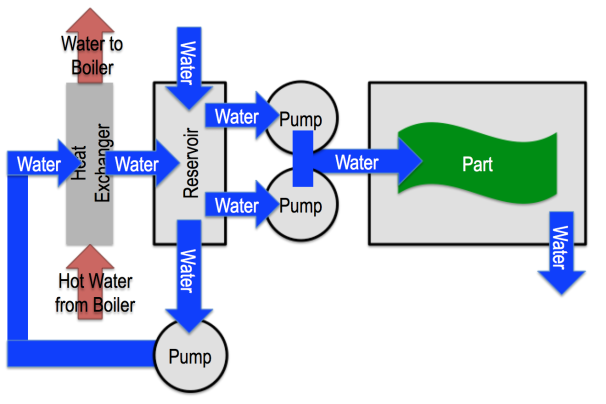 Water to
Boiler
Water
Water
Pump
Water
Heat
Exchanger
Water
Reservoir
Water
Part
Water
Pump
Water
Water
Hot Water
from Boiler
Water
Pump